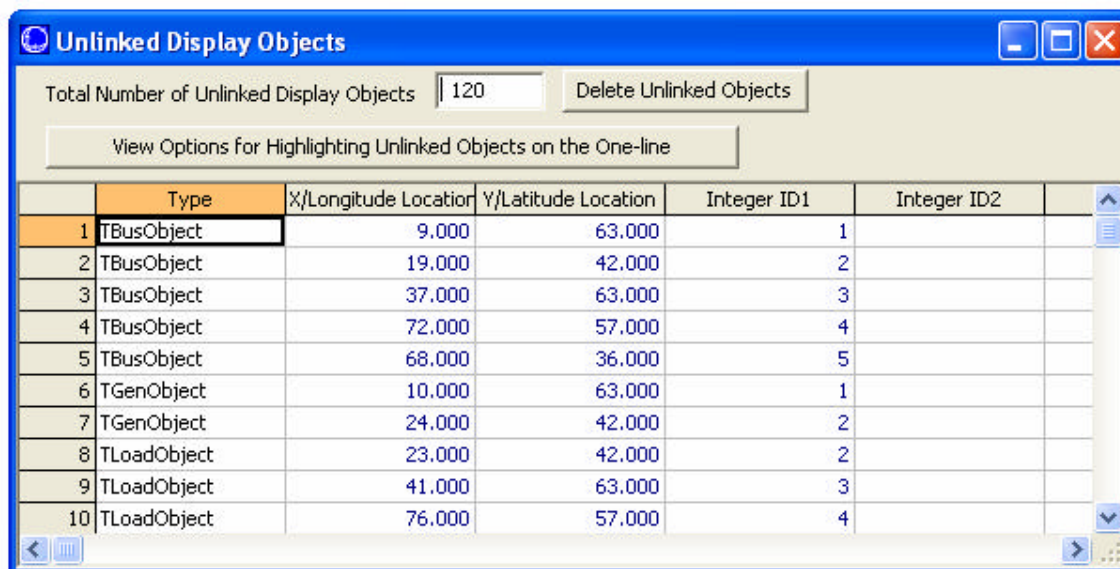 Unlinked Display Objects
Total Number of Unlinked Display Objects 120 Delete Unlinked Objects
View Options for Highlighting Unlinked Objects on the One-line
Type X/Longitude Location Y/Latitude Location Integer ID1 Integer ID2
1 TBusObject 9.000 63.000 1
2 TBusObject 19.000 42.000 2
3 TBusObject 37.000 63.000 3
4 TBusObject 72.000 57.000 4
5 TBusObject 68.000 36.000 5
6 TGenObject 10.000 63.000 1
7 TGenObject 24.000 42.000 2
8 TLoadObject 23.000 42.000 2
9 TLoadObject 41.000 63.000 3
10 TLoadObject 76.000 57.000 4